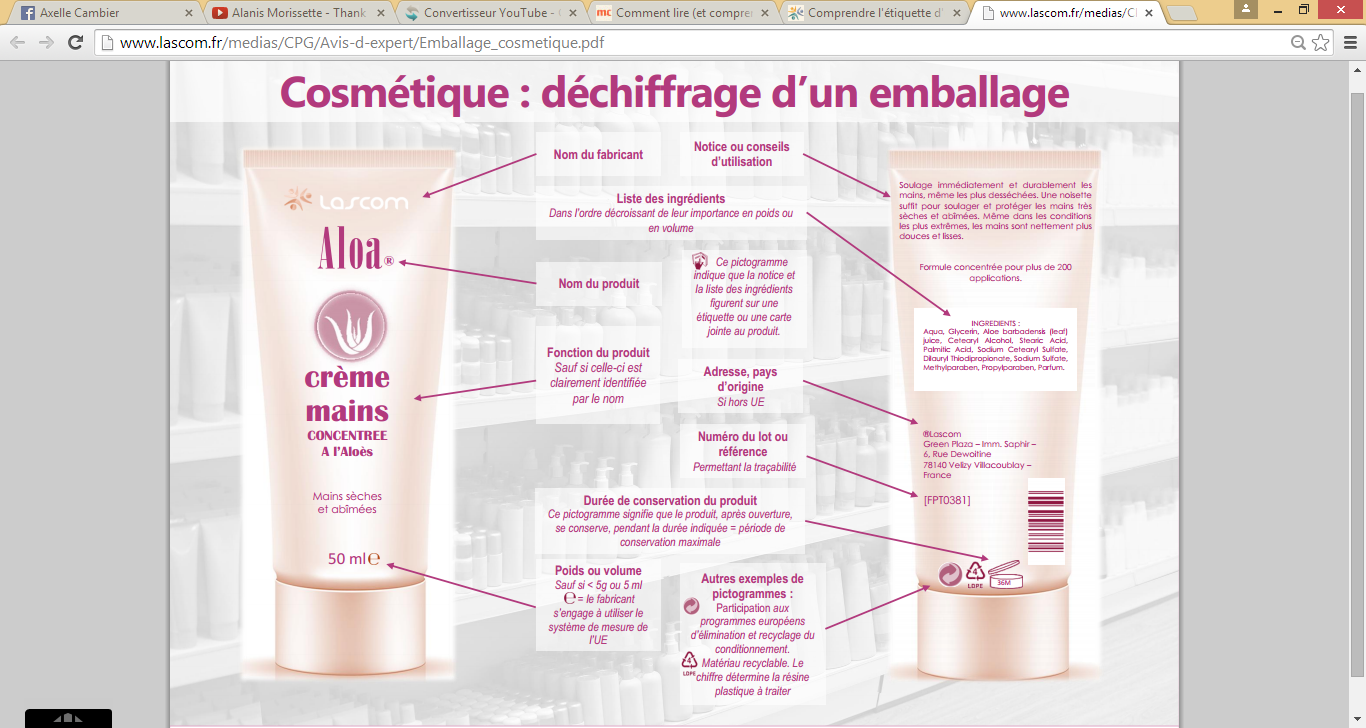 Axelle Cambier
Alanis Morissette - Thank
Convertisseur YouTube -
Comment lire (et compre
Comprendre l'étiquette d'
www.lascom.fr/medias/C
www.lascom.fr/medias/CPG/Avis-d-expert/Emballage_cosmetique.pdf
Cosmétique : déchiffrage d'un emballage
Lascom
Aloa®
crème
mains
CONCENTREE
A l'Aloès
Mains sèches
et abîmées
50 ml℮
Nom du fabricant
Notice ou conseils
d'utilisation
Liste des ingrédients
Dans l'ordre décroissant de leur importance en poids ou
en volume
Nom du produit
Ce pictogramme
indique que la notice et
la liste des ingrédients
figurent sur une
étiquette ou une carte
jointe au produit.
Fonction du produit
Sauf si celle-ci est
clairement identifiée
par le nom
Adresse, pays
d'origine
Si hors UE
Numéro du lot ou
référence
Permettant la traçabilité
Durée de conservation du produit
Ce pictogramme signifie que le produit, après ouverture,
se conserve, pendant la durée indiquée = période de
conservation maximale
Poids ou volume
Sauf si < 5g ou 5 ml
℮ = le fabricant
s'engage à utiliser le
système de mesure de
l'UE
Autres exemples de
pictogrammes :
Participation aux
programmes européens
d'élimination et recyclage du
conditionnement.
4
LDPE
Matériau recyclable. Le
chiffre détermine la résine
plastique à traiter
Soulage immédiatement et durablement les
mains, même les plus desséchées. Une noisette
suffit pour soulager et protéger les mains très
sèches et abîmées. Même dans les conditions
les plus extrêmes, les mains sont nettement plus
douces et lisses.
Formule concentrée pour plus de 200
applications.
INGREDIENTS :
Aqua, Glycerin, Aloe barbadensis (leaf)
juice, Cetearyl Alcohol, Stearic Acid,
Palmitic Acid, Sodium Cetearyl Sulfate,
Dilauryl Thiodipropionate, Sodium Sulfate,
Methylparaben, Propylparaben, Parfum.
®Lascom
Green Plaza – Imm. Saphir –
6, Rue Dewoitine
78140 Velizy Villacoublay –
France
[FPT0381]
4
LDPE
36M